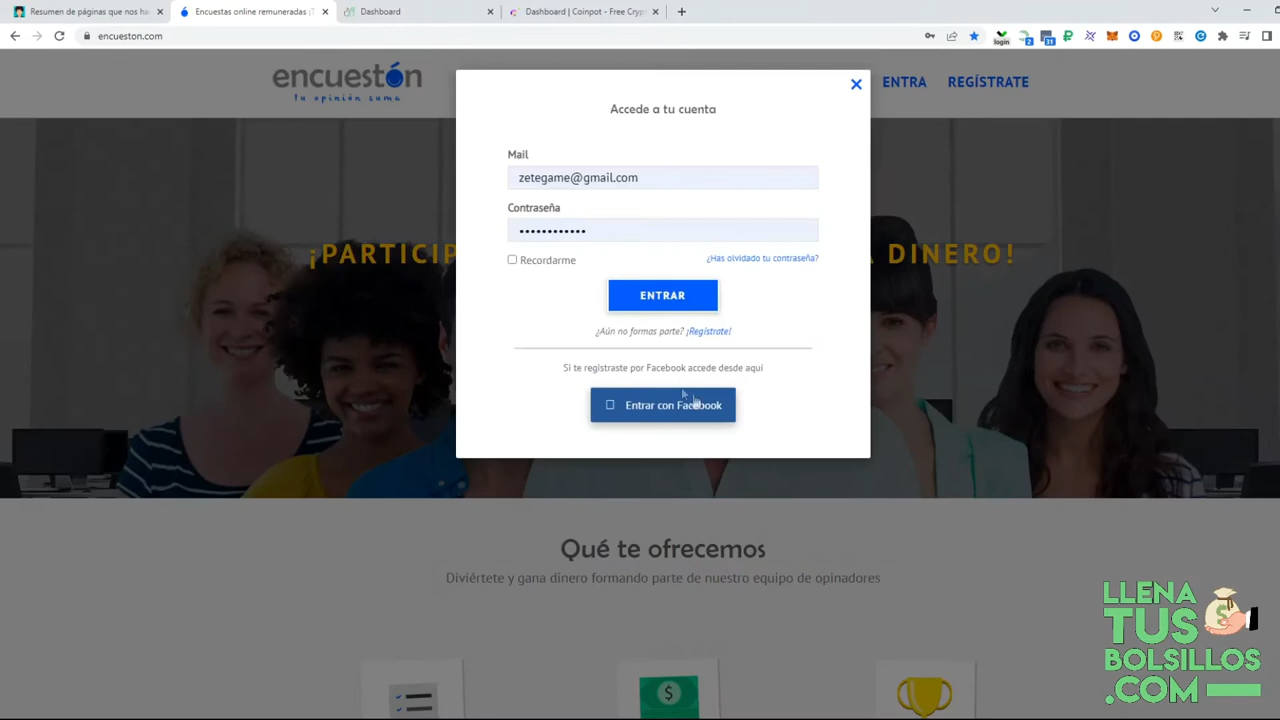 Resumen de páginas que nos ha
Encuestas online remuneradas ¡T
Dashboard
Dashboard | Coinpot - Free Cryp
encueston.com
login
2
31
encuestón
tu opinión suma
ENTRA
REGÍSTRATE
Accede a tu cuenta
Mail
zetegame@gmail.com
Contraseña
••••••••••••
Recordarme
¿Has olvidado tu contraseña?
¡PARTICIP
DINERO!
ENTRAR
¿Aún no formas parte? ¡Regístrate!
Si te registraste por Facebook accede desde aquí
Entrar con Facebook
Qué te ofrecemos
Diviértete y gana dinero formando parte de nuestro equipo de opinadores
LLENA
TUS
BOLSILLOS
.COM